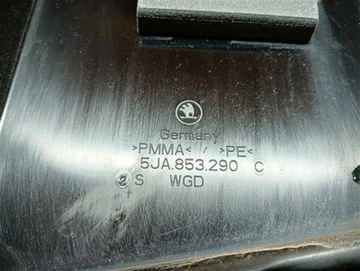 Germany
>PMMA< / >PE<
5JA.853.290 C
S WGD